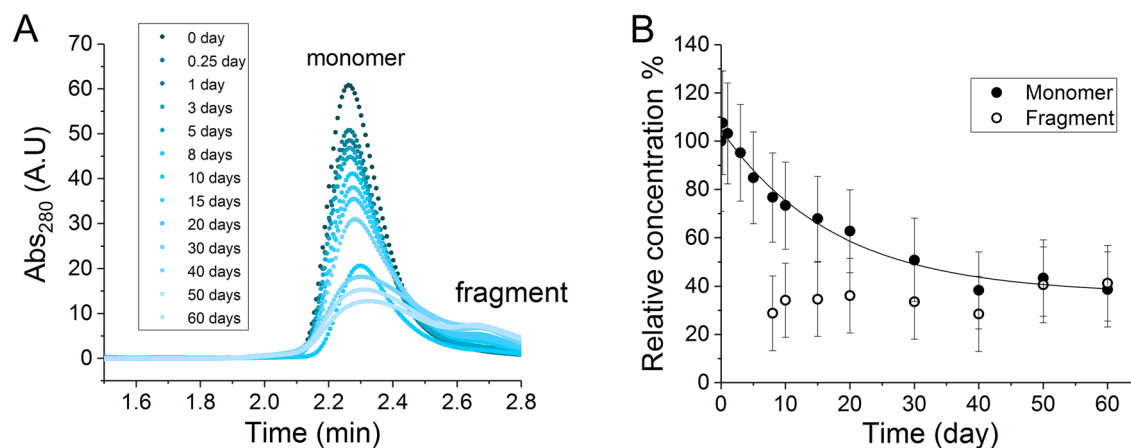 A
Abs280 (A.U)
70
60
50
40
30
20
10
0
0 day
0.25 day
1 day
3 days
5 days
8 days
10 days
15 days
20 days
30 days
40 days
50 days
60 days
monomer
fragment
1.6 1.8 2.0 2.2 2.4 2.6 2.8
Time (min)
B
Relative concentration %
140
120
100
80
60
40
20
0
Monomer
Fragment
0 10 20 30 40 50 60
Time (day)